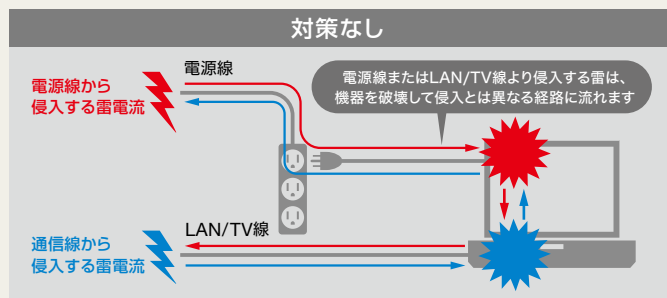 対策なし
電源線から
侵入する雷電流
電源線
電源線またはLAN/TV線より侵入する雷は、
機器を破壊して侵入とは異なる経路に流れます
LAN/TV線
通信線から
侵入する雷電流